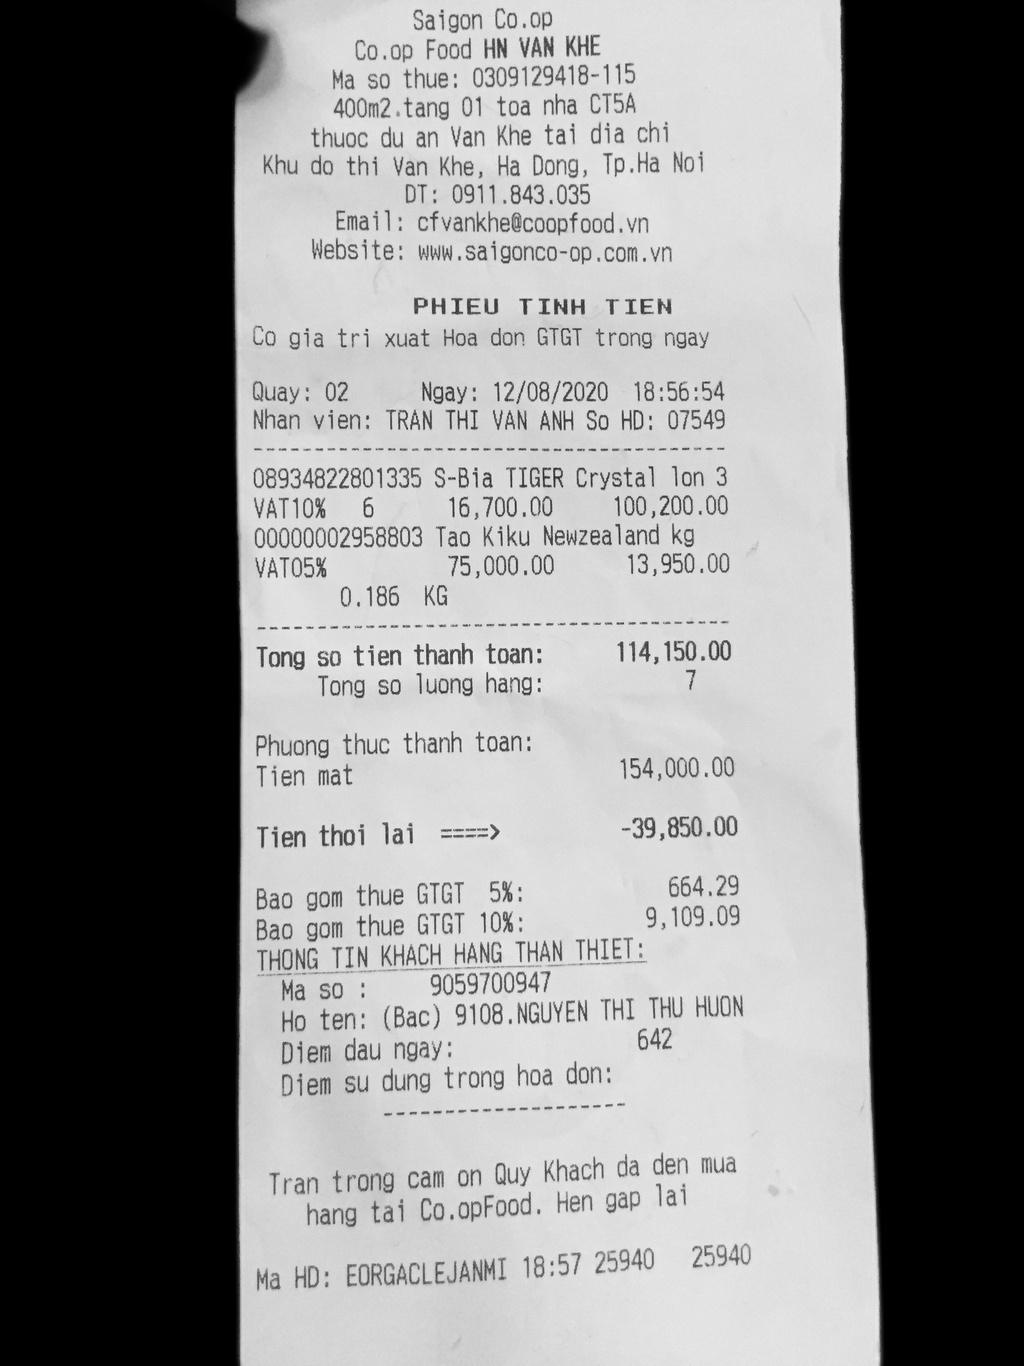 Saigon Co.op
Co.op Food HN VAN KHE
Ma so thue: 0309129418-115
400m2.tang 01 toa nha CT5A
thuoc du an Van Khe tai dia chi
Khu do thi Van Khe, Ha Dong, Tp.Ha Noi
DT: 0911.843.035
Email: cfvankhe@coopfood.vn
Website: www.saigonco-op.com.vn
PHIEU TINH TIEN
Co gia tri xuat Hoa don GTGT trong ngay
Quay: 02 Ngay: 12/08/2020 18:56:54
Nhan vien: TRAN THI VAN ANH So HD: 07549
---------------------------------------
08934822801335 S-Bia TIGER Crystal lon 3
VAT10% 6 16,700.00 100,200.00
00000002958803 Tao Kiku Newzealand kg
VAT05% 75,000.00 13,950.00
0.186 KG
---------------------------------------
Tong so tien thanh toan: 114,150.00
Tong so luong hang: 7
Phuong thuc thanh toan:
Tien mat 154,000.00
Tien thoi lai ====> -39,850.00
Bao gom thue GTGT 5%: 664.29
Bao gom thue GTGT 10%: 9,109.09
THONG TIN KHACH HANG THAN THIET:
Ma so : 9059700947
Ho ten: (Bac) 9108.NGUYEN THI THU HUON
Diem dau ngay: 642
Diem su dung trong hoa don:
--------------------
Tran trong cam on Quy Khach da den mua
hang tai Co.opFood. Hen gap lai
Ma HD: EORGACLEJANMI 18:57 25940 25940